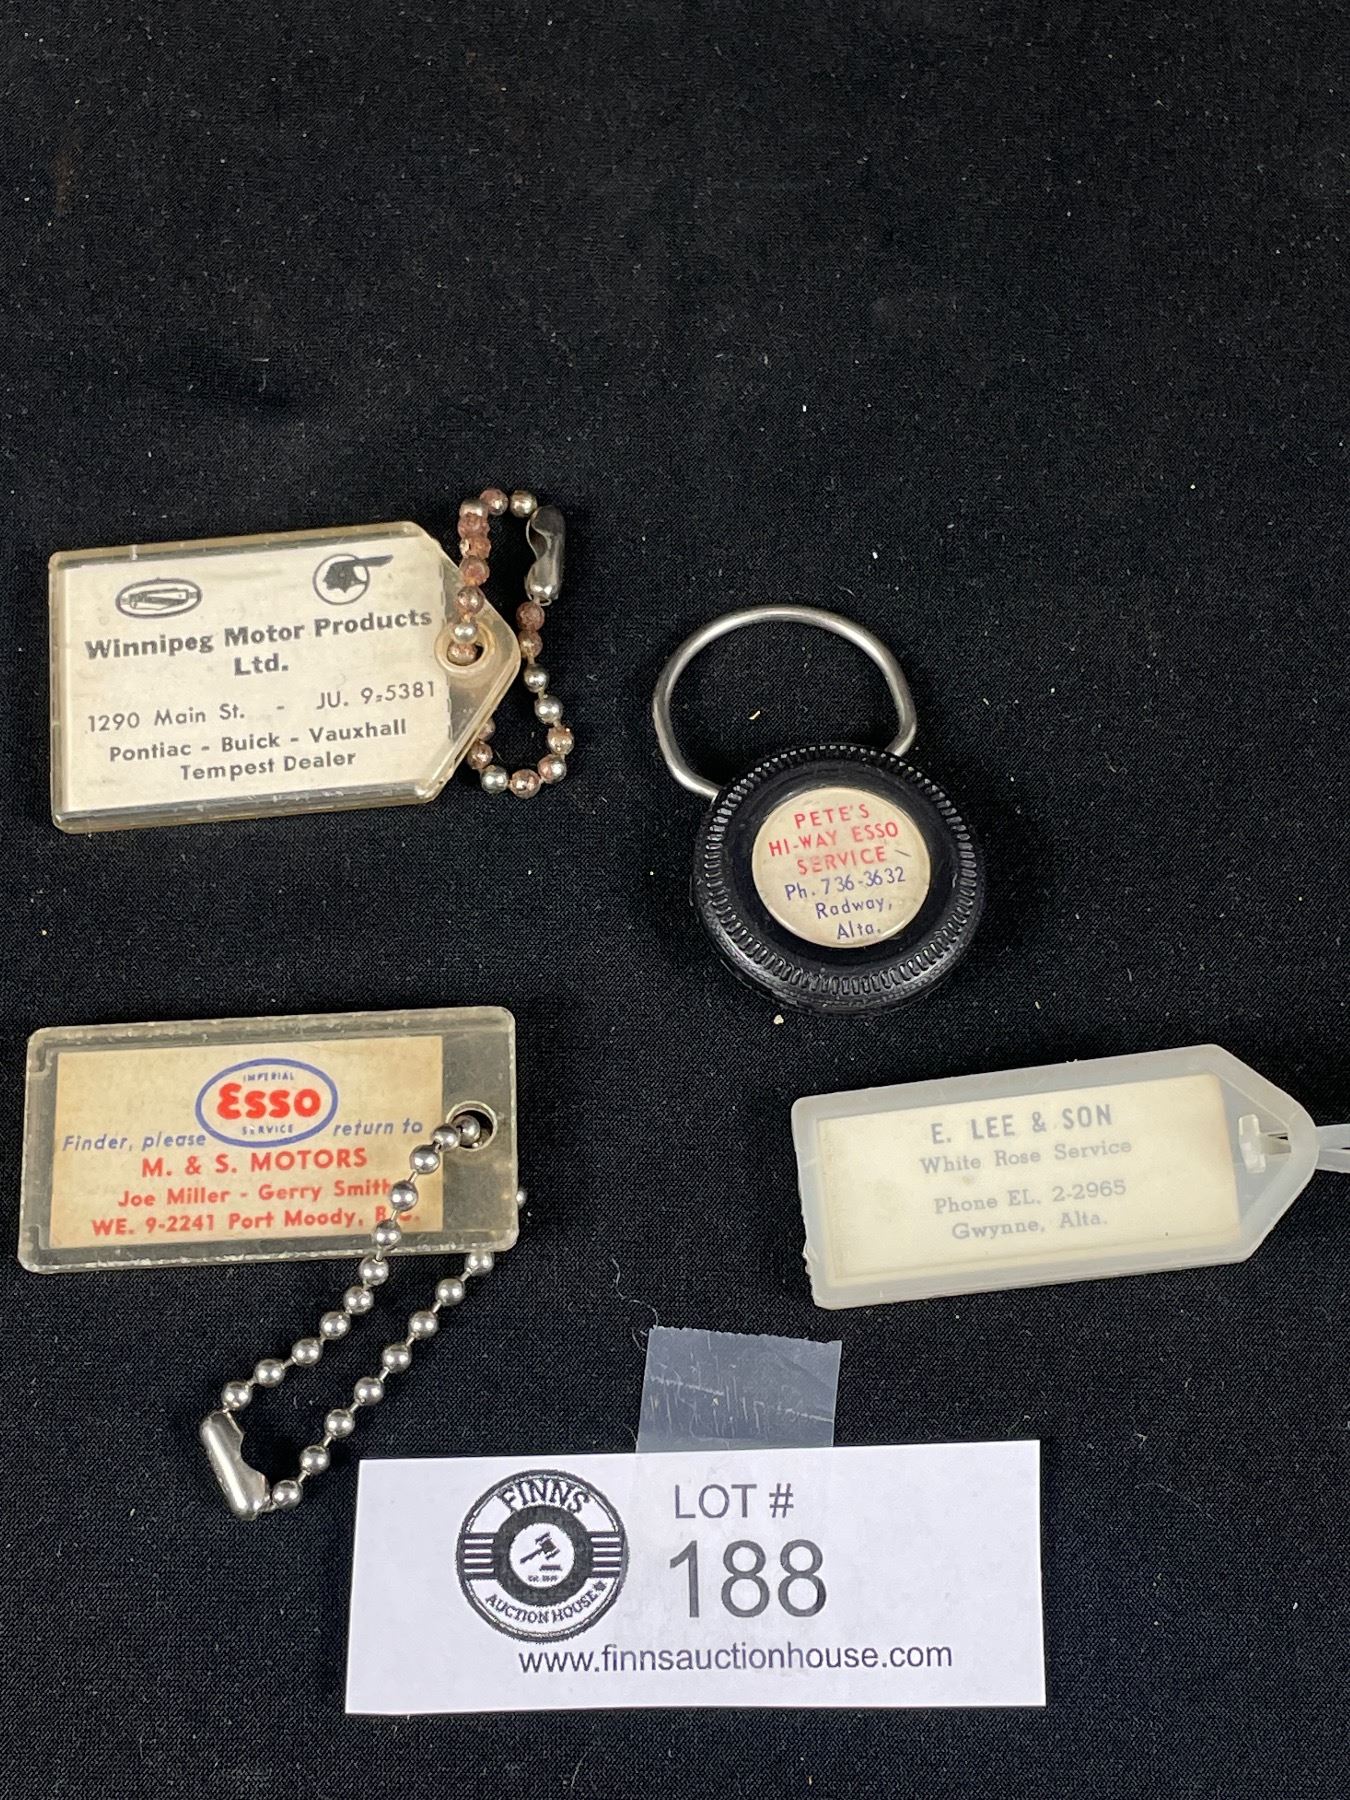 Winnipeg Motor Products
Ltd.
1290 Main St. - JU. 9-5381
Pontiac - Buick - Vauxhall
Tempest Dealer
PETE'S
HI-WAY ESSO
SERVICE
Ph. 736-3632
Radway,
Alta.
IMPERIAL
Esso
SERVICE
Finder, please return to
M. & S. MOTORS
Joe Miller - Gerry Smith
WE. 9-2241 Port Moody, B.C.
E. LEE & SON
White Rose Service
Phone EL. 2-2965
Gwynne, Alta.
FINNS
AUCTION HOUSE
LOT #
188
www.finnsauctionhouse.com